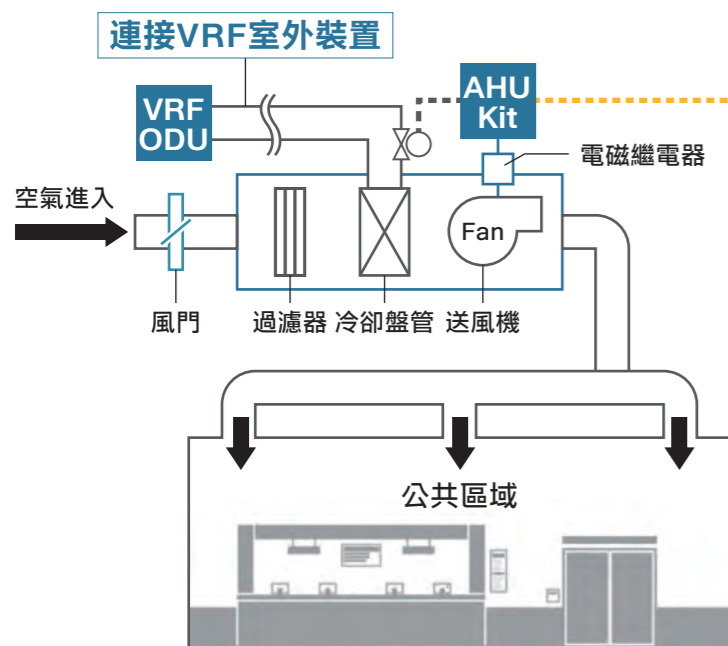 連接VRF室外裝置
VRF
ODU
AHU
Kit
電磁繼電器
空氣進入
Fan
風門
過濾器
冷卻盤管
送風機
公共區域